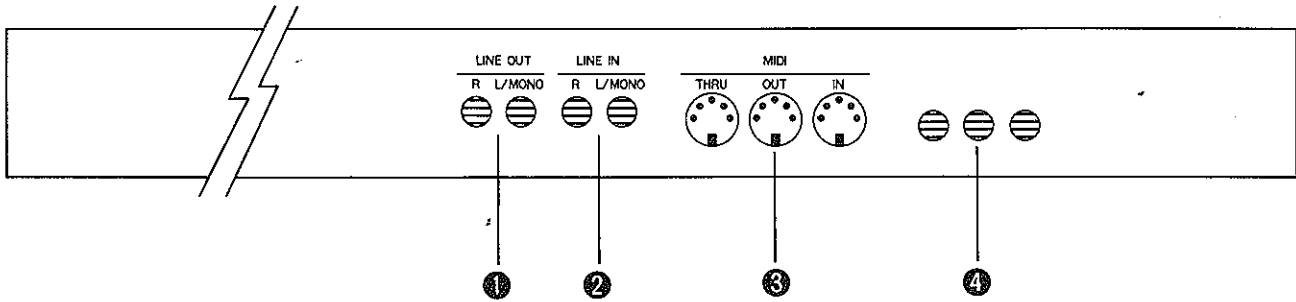 LINE OUT LINE IN MIDI
R L/MONO R L/MONO THRU OUT IN
1 2 3 4